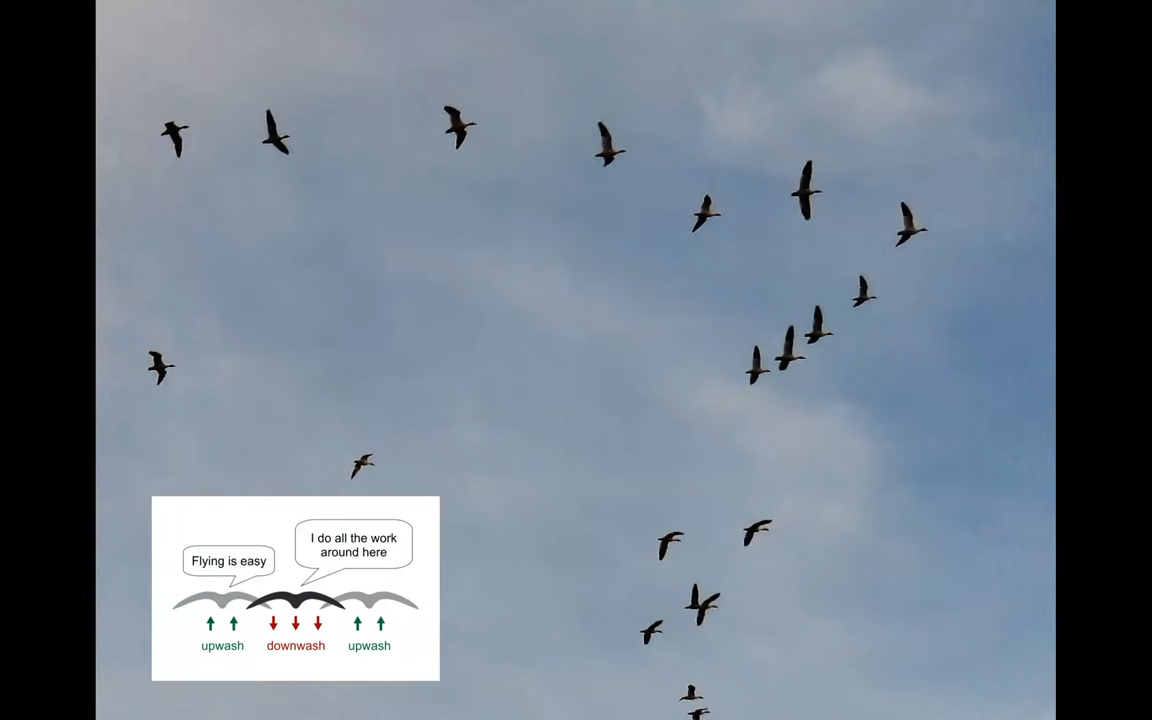 I do all the work
around here
Flying is easy
upwash
downwash
upwash